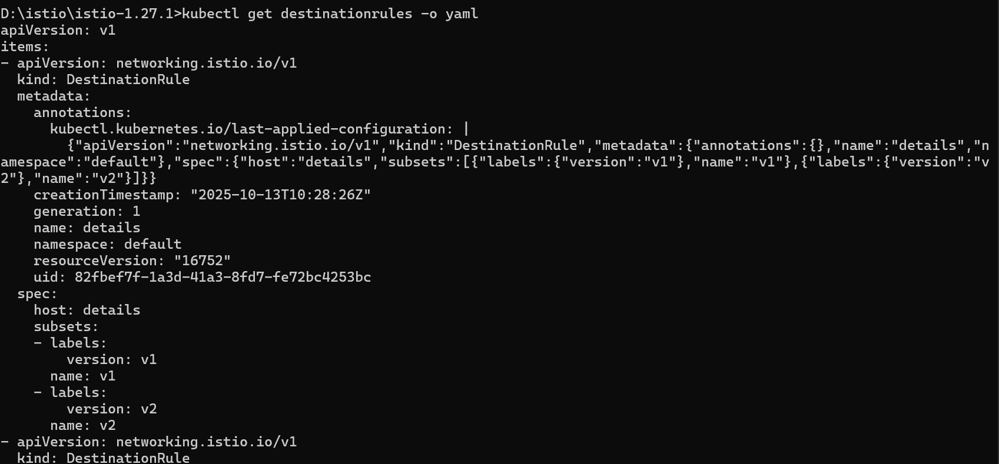 D:\istio\istio-1.27.1>kubectl get destinationrules -o yaml
apiVersion: v1
items:
- apiVersion: networking.istio.io/v1
  kind: DestinationRule
  metadata:
    annotations:
      kubectl.kubernetes.io/last-applied-configuration: |
        {"apiVersion":"networking.istio.io/v1","kind":"DestinationRule","metadata":{"annotations":{},"name":"details","n
amespace":"default"},"spec":{"host":"details","subsets":[{"labels":{"version":"v1"},"name":"v1"},{"labels":{"version":"v
2"},"name":"v2"}]}}
    creationTimestamp: "2025-10-13T10:28:26Z"
    generation: 1
    name: details
    namespace: default
    resourceVersion: "16752"
    uid: 82fbef7f-1a3d-41a3-8fd7-fe72bc4253bc
  spec:
    host: details
    subsets:
    - labels:
        version: v1
      name: v1
    - labels:
        version: v2
      name: v2
- apiVersion: networking.istio.io/v1
  kind: DestinationRule